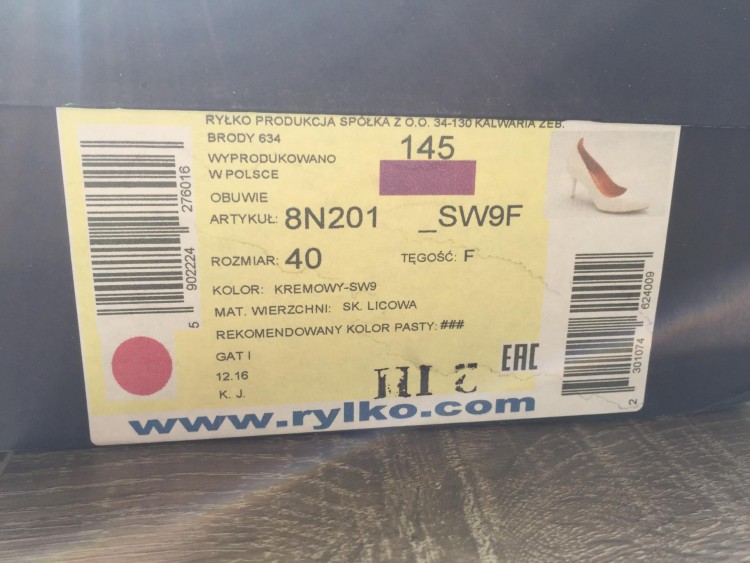 RYŁKO PRODUKCJA SPÓŁKA Z O.O. 34-130 KALWARIA ZEB.
BRODY 634
145
WYPRODUKOWANO
W POLSCE
OBUWIE
ARTYKUŁ: 8N201 _SW9F
ROZMIAR: 40 TĘGOŚĆ: F
KOLOR: KREMOWY-SW9
MAT. WIERZCHNI: SK. LICOWA
REKOMENDOWANY KOLOR PASTY: ###
GAT I
12.16
K. J.
EAC
www.rylko.com
5 902224 276016
2 301074 624009